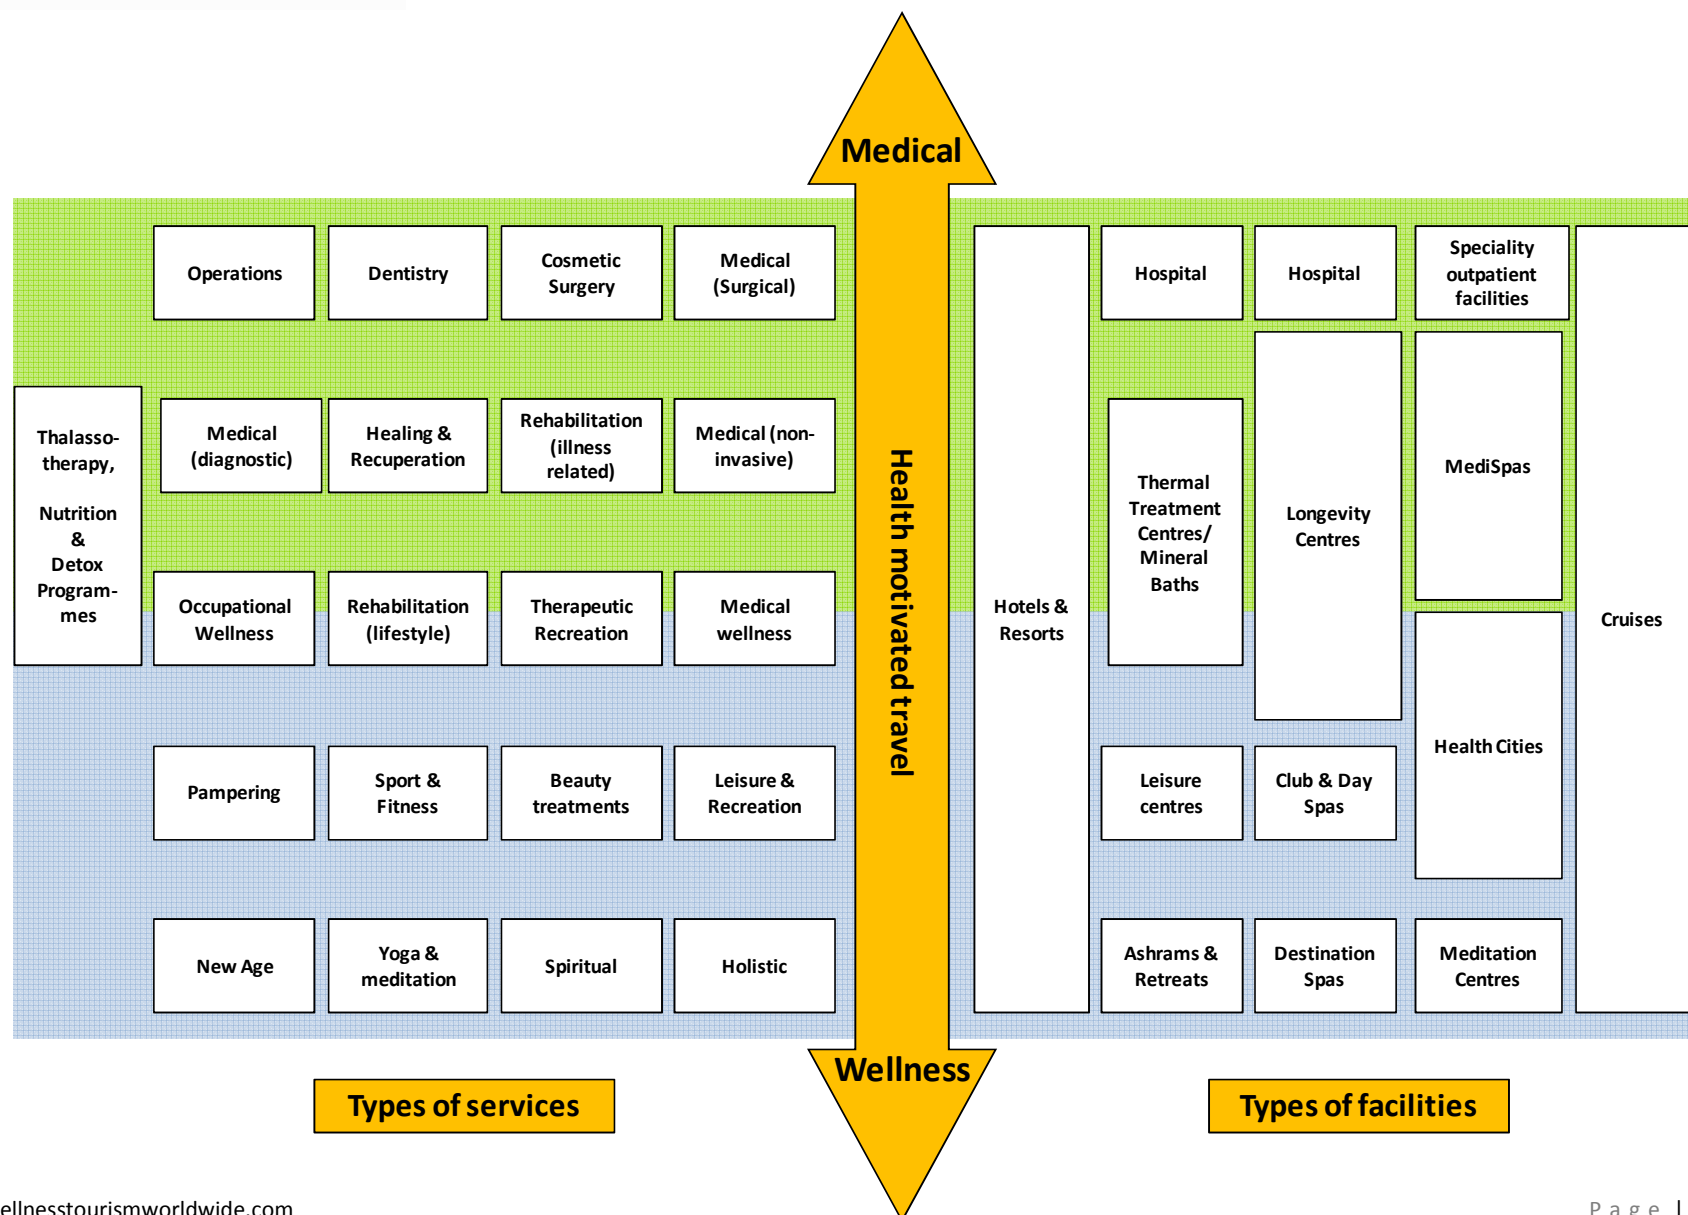 Medical
Operations
Dentistry
Cosmetic
Surgery
Medical
(Surgical)
Hospital
Hospital
Speciality
outpatient
facilities
Thalasso-
therapy,
Nutrition
&
Detox
Program-
mes
Medical
(diagnostic)
Healing &
Recuperation
Rehabilitation
(illness
related)
Medical (non-
invasive)
Occupational
Wellness
Rehabilitation
(lifestyle)
Therapeutic
Recreation
Medical
wellness
Pampering
Sport &
Fitness
Beauty
treatments
Leisure &
Recreation
New Age
Yoga &
meditation
Spiritual
Holistic
Health motivated travel
Hotels &
Resorts
Thermal
Treatment
Centres/
Mineral
Baths
Longevity
Centres
MediSpas
Health Cities
Cruises
Leisure
centres
Club & Day
Spas
Ashrams &
Retreats
Destination
Spas
Meditation
Centres
Wellness
Types of services
Types of facilities
ellnesstourismworldwide.com
Page |